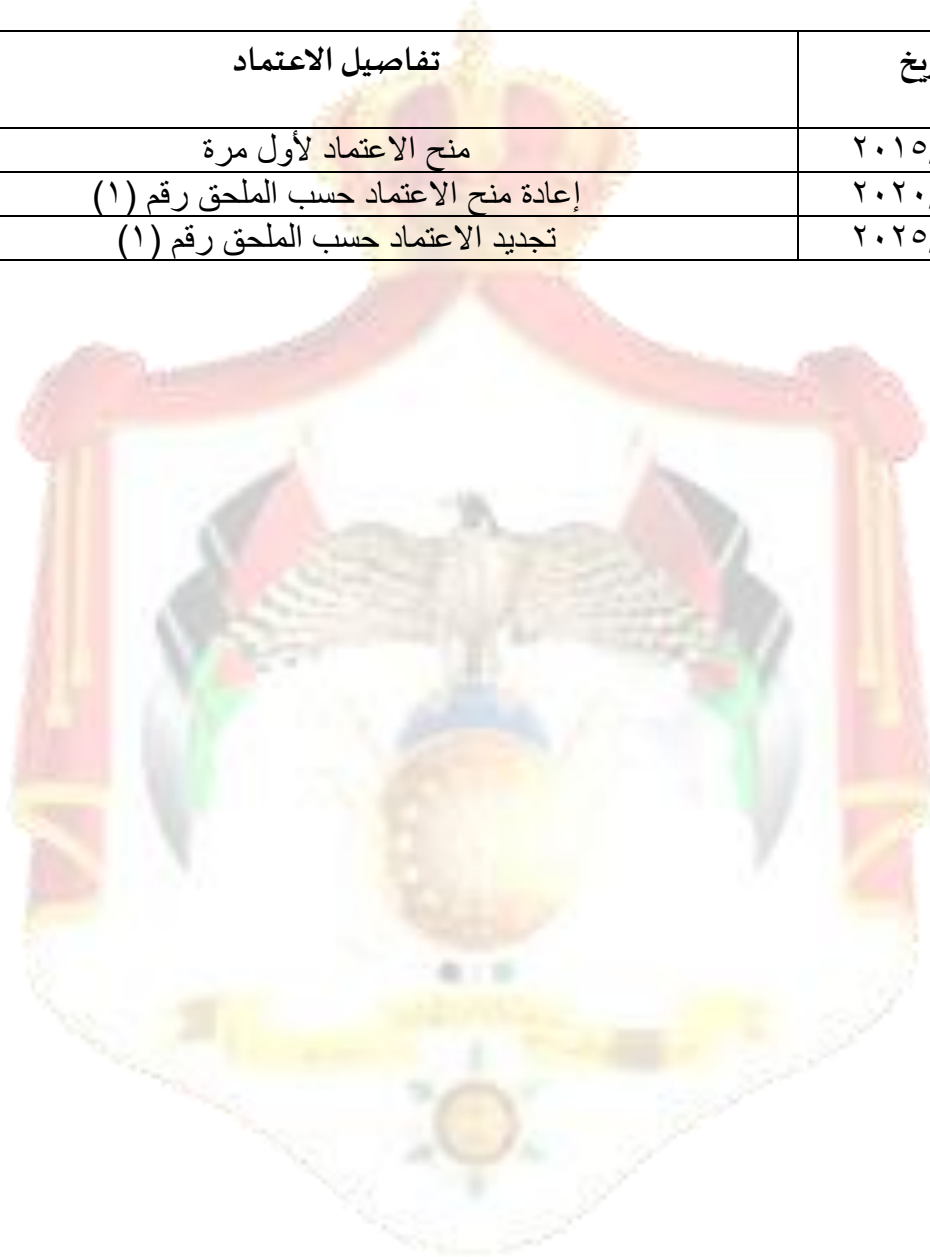 تفاصيل الاعتماد
٢٠١٥ منح الاعتماد لأول مرة
٢٠٢٠ إعادة منح الاعتماد حسب الملحق رقم (١)
٢٠٢٥ تجديد الاعتماد حسب الملحق رقم (١)